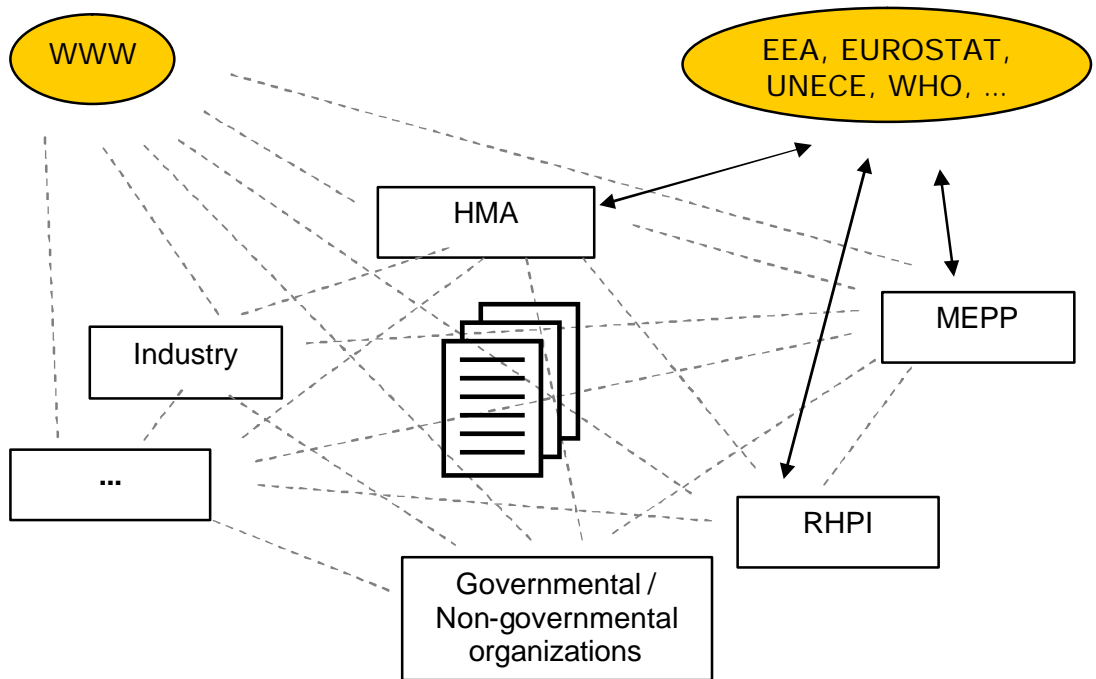 WWW
EEA, EUROSTAT,
UNECE, WHO, ...
HMA
MEPP
Industry
...
RHPI
Governmental /
Non-governmental
organizations